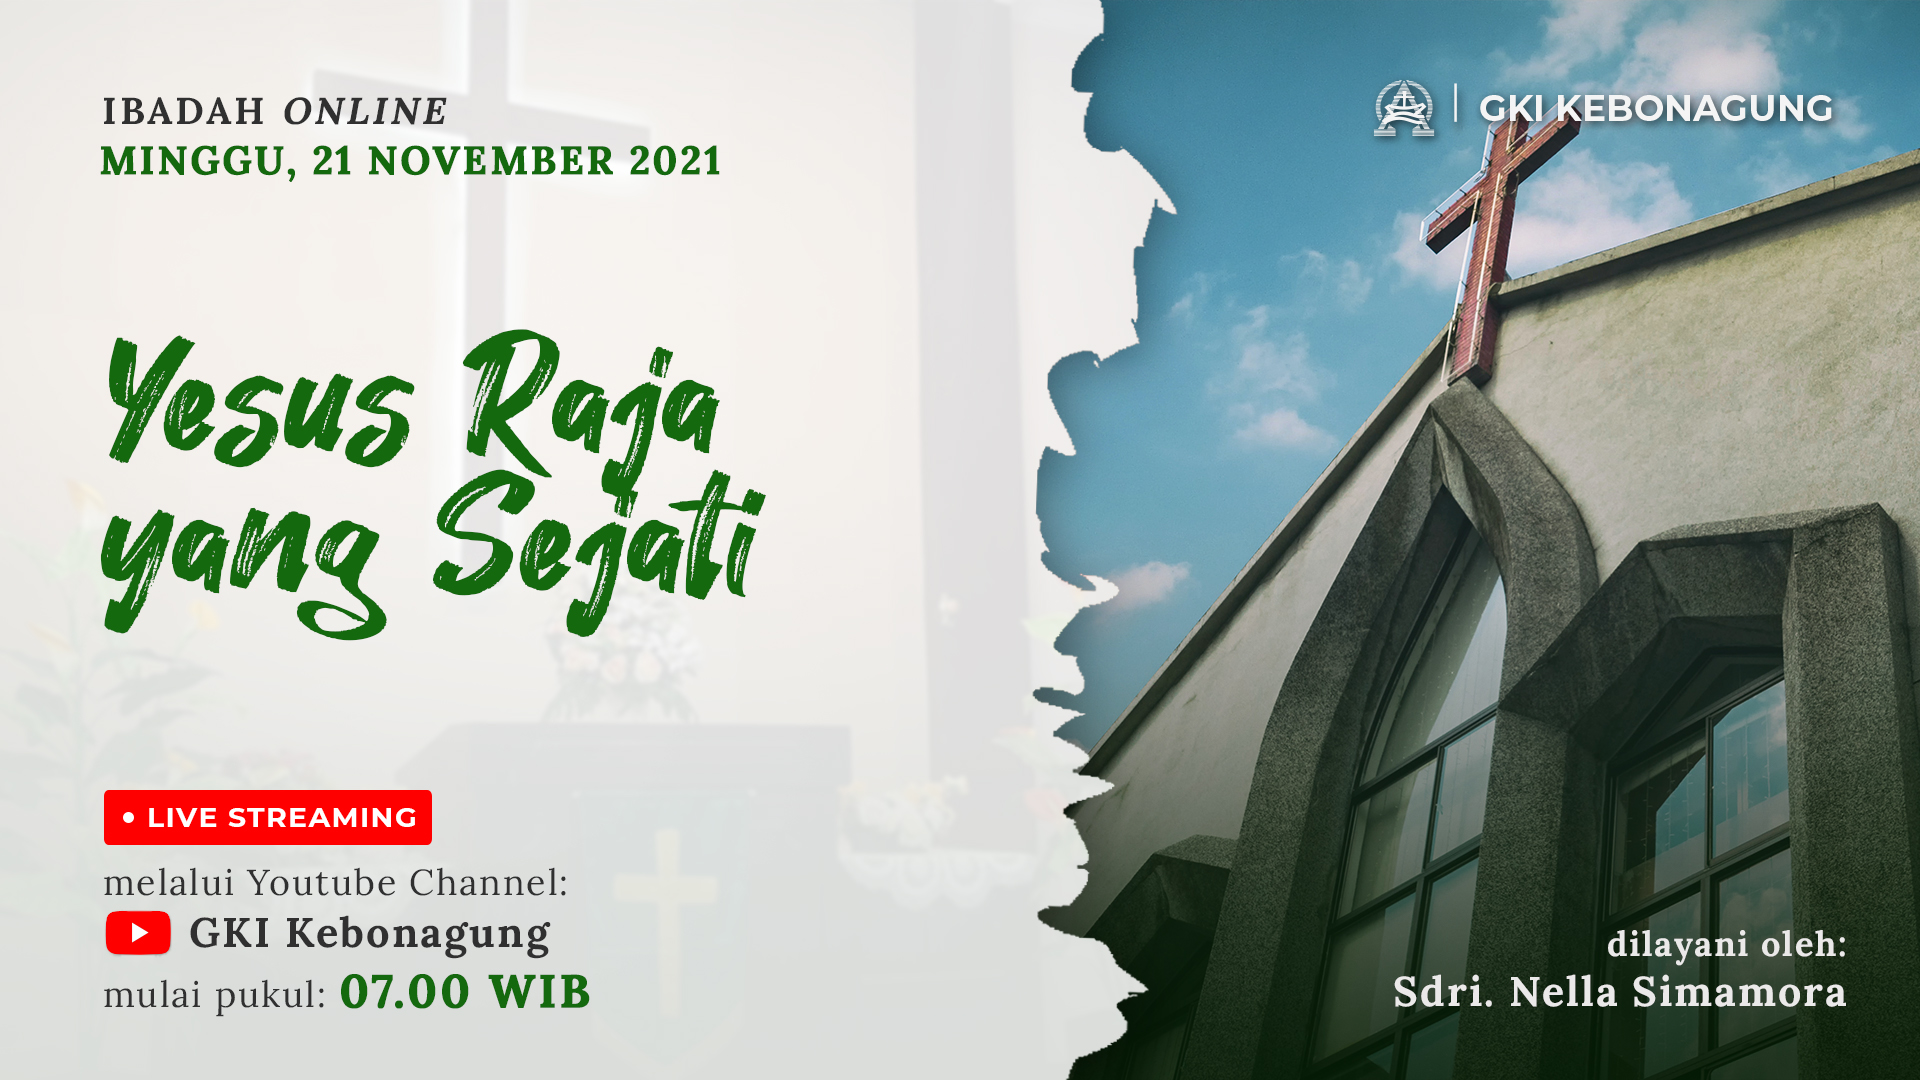 IBADAH ONLINE
MINGGU, 21 NOVEMBER 2021
GKI KEBONAGUNG
Yesus Raja
yang Sejati
• LIVE STREAMING
melalui Youtube Channel:
GKI Kebonagung
mulai pukul: 07.00 WIB
dilayani oleh:
Sdri. Nella Simamora